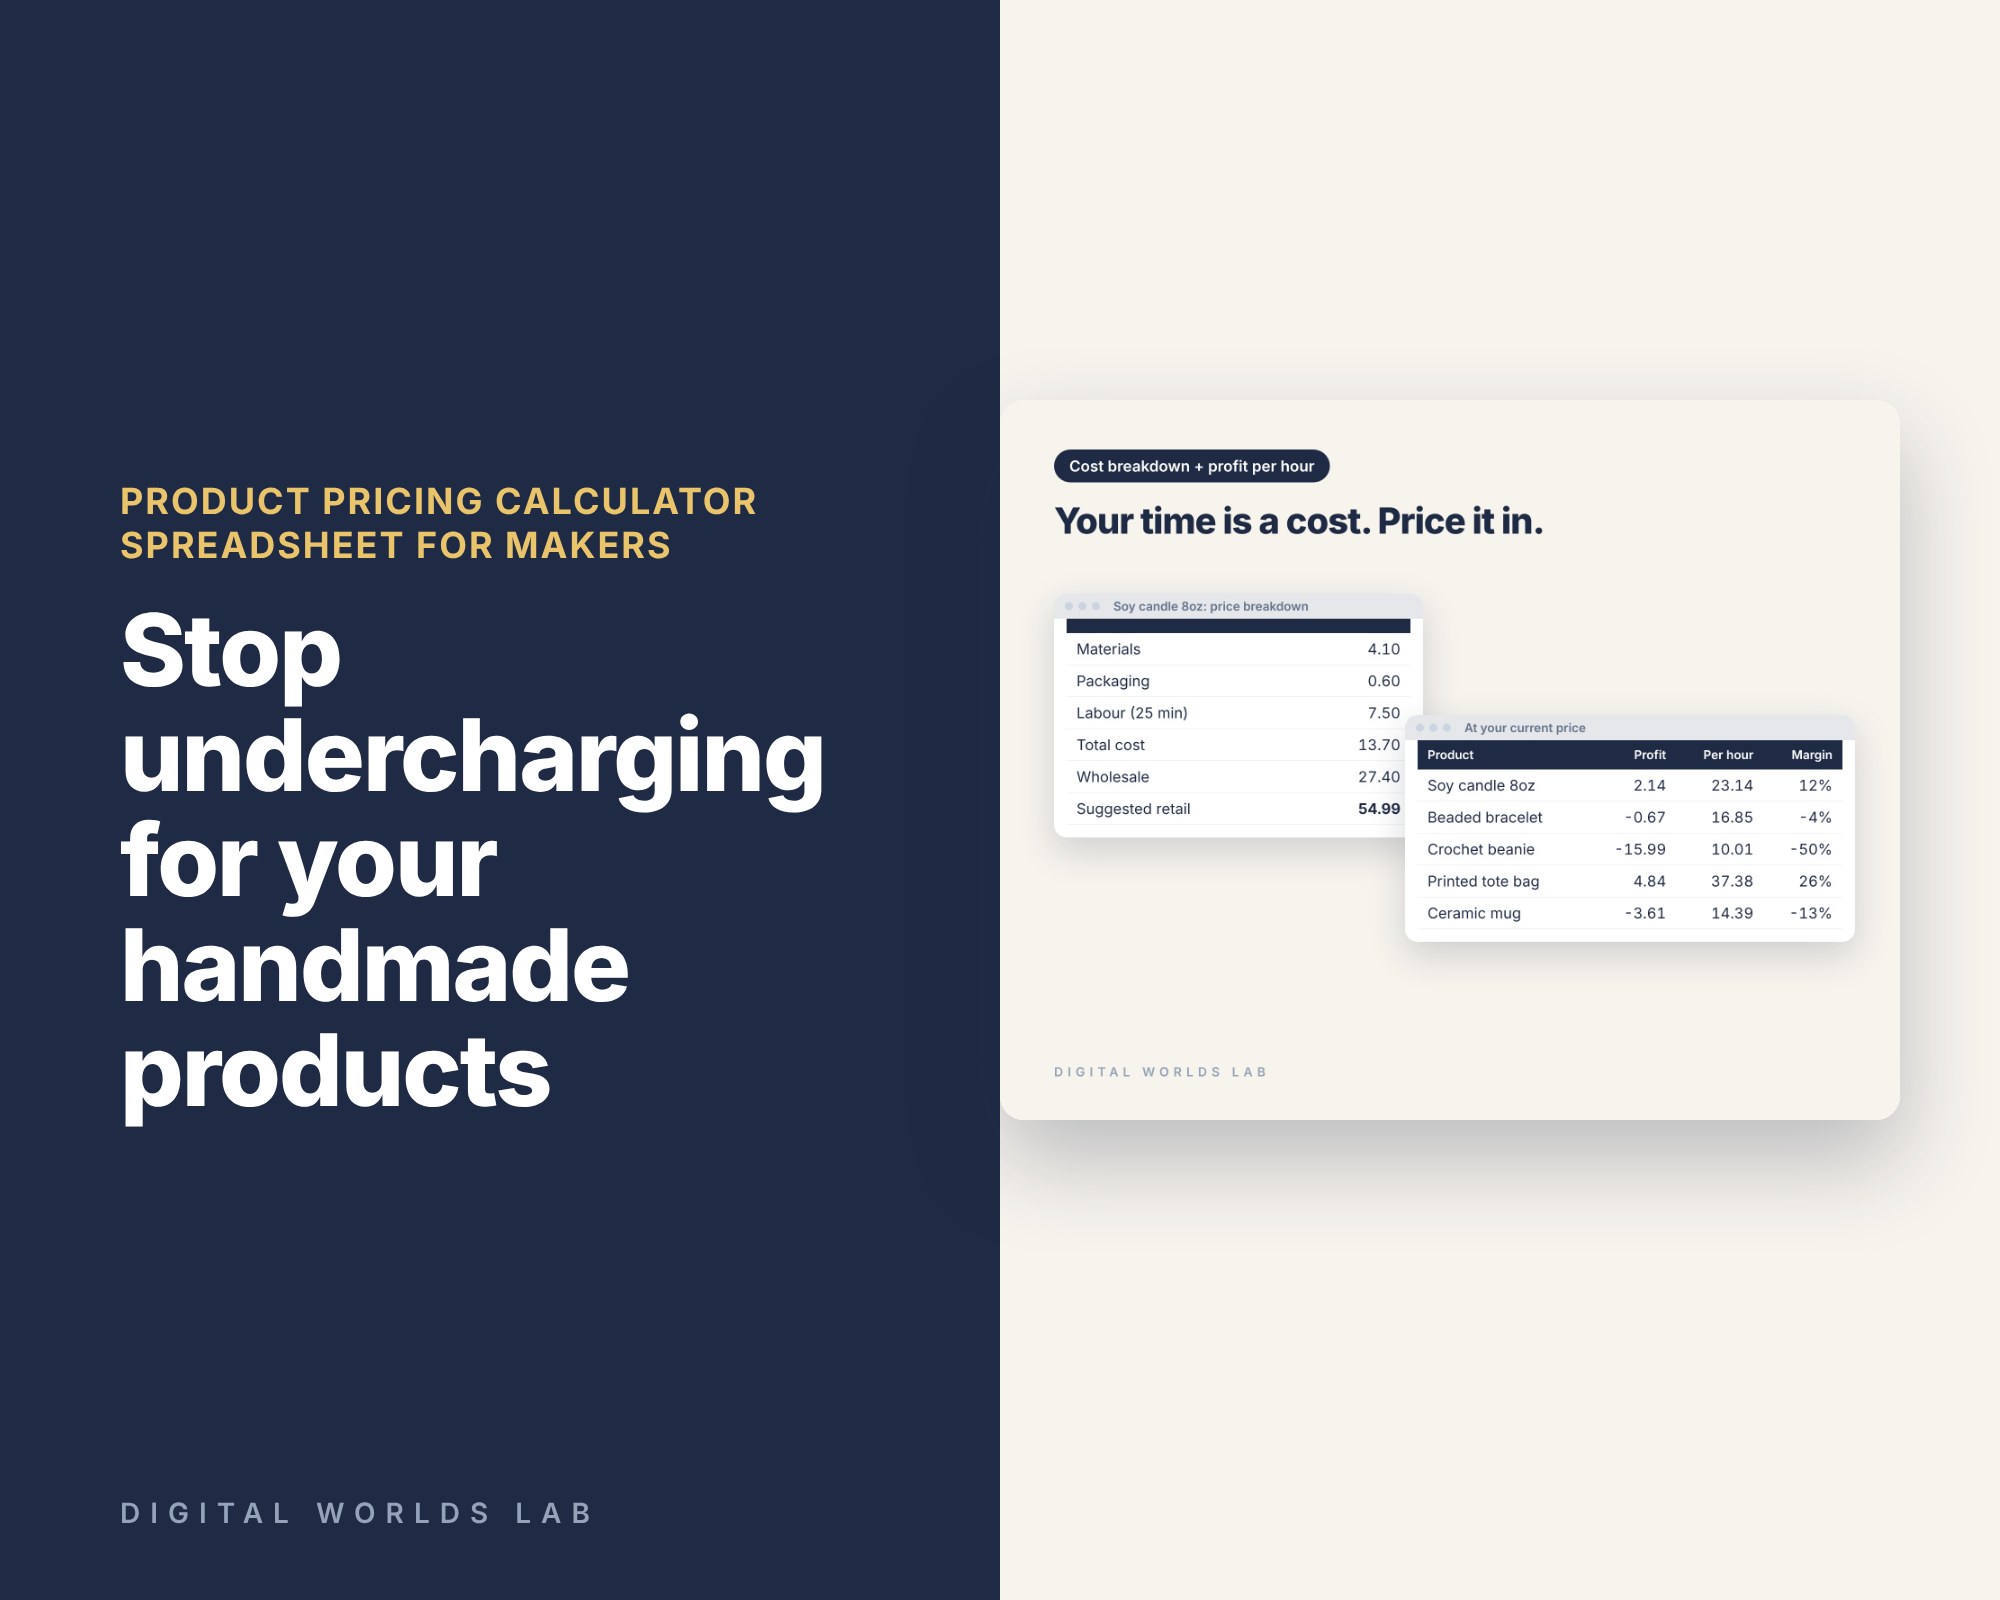 PRODUCT PRICING CALCULATOR
SPREADSHEET FOR MAKERS
Stop
undercharging
for your
handmade
products
DIGITAL WORLDS LAB
Cost breakdown + profit per hour
Your time is a cost. Price it in.
Soy candle 8oz: price breakdown
Materials 4.10
Packaging 0.60
Labour (25 min) 7.50
Total cost 13.70
Wholesale 27.40
Suggested retail 54.99
At your current price
Product Profit Per hour Margin
Soy candle 8oz 2.14 23.14 12%
Beaded bracelet -0.67 16.85 -4%
Crochet beanie -15.99 10.01 -50%
Printed tote bag 4.84 37.38 26%
Ceramic mug -3.61 14.39 -13%
DIGITAL WORLDS LAB